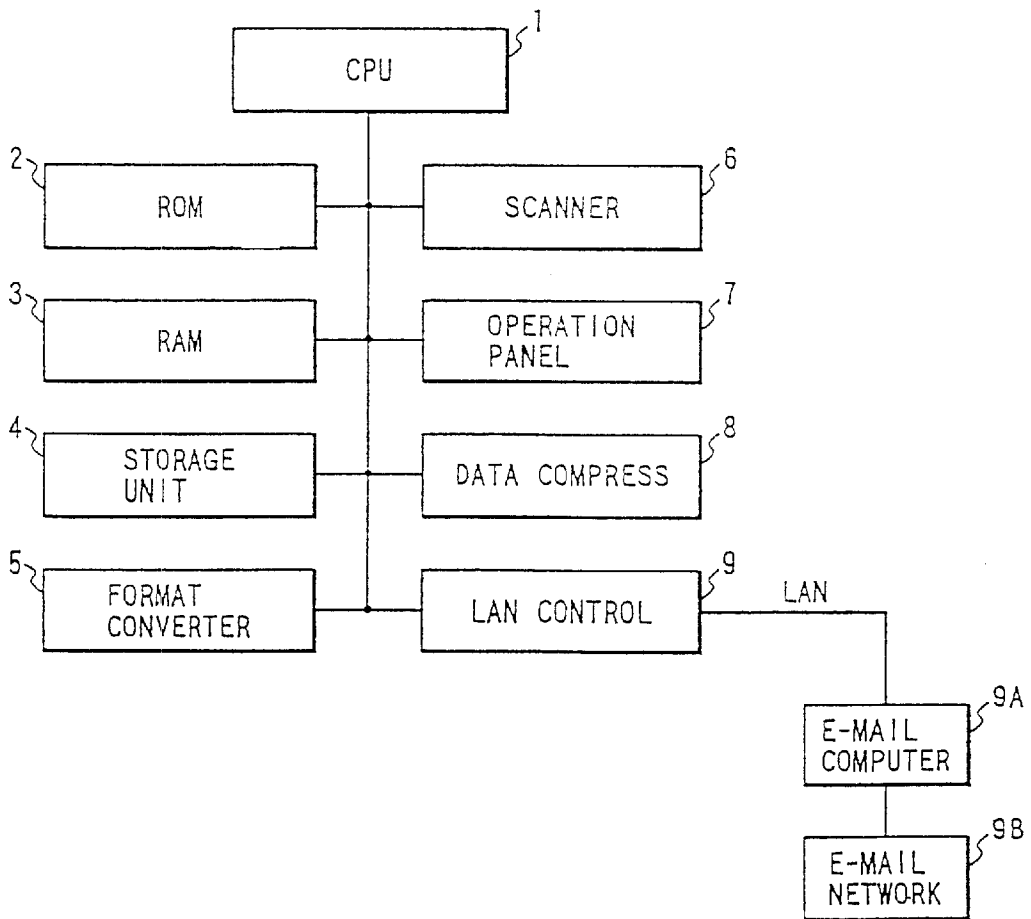 1
CPU
2
ROM
6
SCANNER
3
RAM
7
OPERATION
PANEL
4
STORAGE
UNIT
8
DATA COMPRESS
5
FORMAT
CONVERTER
9
LAN CONTROL
LAN
9A
E-MAIL
COMPUTER
9B
E-MAIL
NETWORK